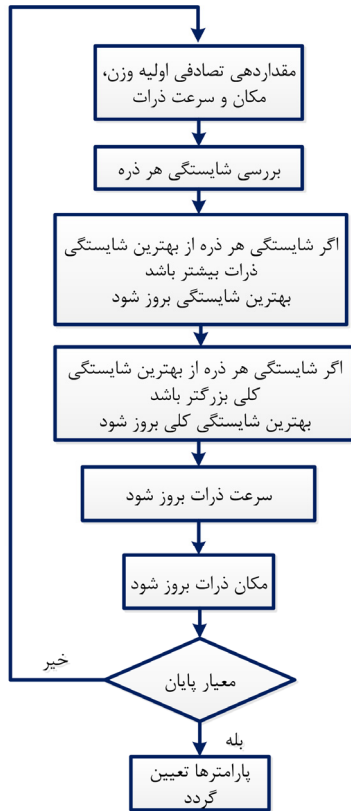 مقداردهی تصادفی اولیه وزن،
مکان و سرعت ذرات
بررسی شایستگی هر ذره
اگر شایستگی هر ذره از بهترین شایستگی
ذرات بیشتر باشد
بهترین شایستگی بروز شود
اگر شایستگی هر ذره از بهترین شایستگی
کلی بزرگتر باشد
بهترین شایستگی کلی بروز شود
سرعت ذرات بروز شود
مکان ذرات بروز شود
خیر
معیار پایان
بله
پارامترها تعیین
گردد